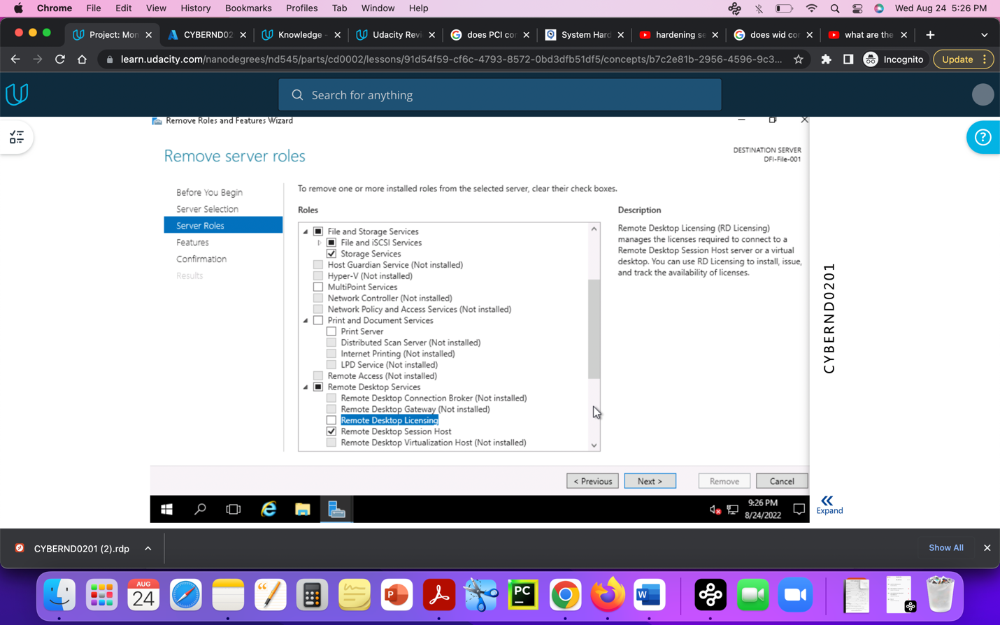 Chrome File Edit View History Bookmarks Profiles Tab Window Help Wed Aug 24 5:26 PM
Project: Mon CYBERND02 Knowledge - Udacity Revi does PCI cor System Hard hardening se does wid cor what are the
learn.udacity.com/nanodegrees/nd545/parts/cd0002/lessons/91d54f59-cf6c-4793-8572-0bd3dfb51df5/concepts/b7c2e81b-2956-4596-9c3... Incognito Update
Search for anything
Remove Roles and Features Wizard
Remove server roles
DESTINATION SERVER
DFI-File-001
Before You Begin
Server Selection
Server Roles
Features
Confirmation
Results
To remove one or more installed roles from the selected server, clear their check boxes.
Roles
File and Storage Services
File and iSCSI Services
Storage Services
Host Guardian Service (Not installed)
Hyper-V (Not installed)
MultiPoint Services
Network Controller (Not installed)
Network Policy and Access Services (Not installed)
Print and Document Services
Print Server
Distributed Scan Server (Not installed)
Internet Printing (Not installed)
LPD Service (Not installed)
Remote Access (Not installed)
Remote Desktop Services
Remote Desktop Connection Broker (Not installed)
Remote Desktop Gateway (Not installed)
Remote Desktop Licensing
Remote Desktop Session Host
Remote Desktop Virtualization Host (Not installed)
Description
Remote Desktop Licensing (RD Licensing)
manages the licenses required to connect to a
Remote Desktop Session Host server or a virtual
desktop. You can use RD Licensing to install, issue,
and track the availability of licenses.
CYBERND0201
< Previous Next > Remove Cancel
9:26 PM
8/24/2022
Expand
CYBERND0201 (2).rdp Show All
AUG
24
PC